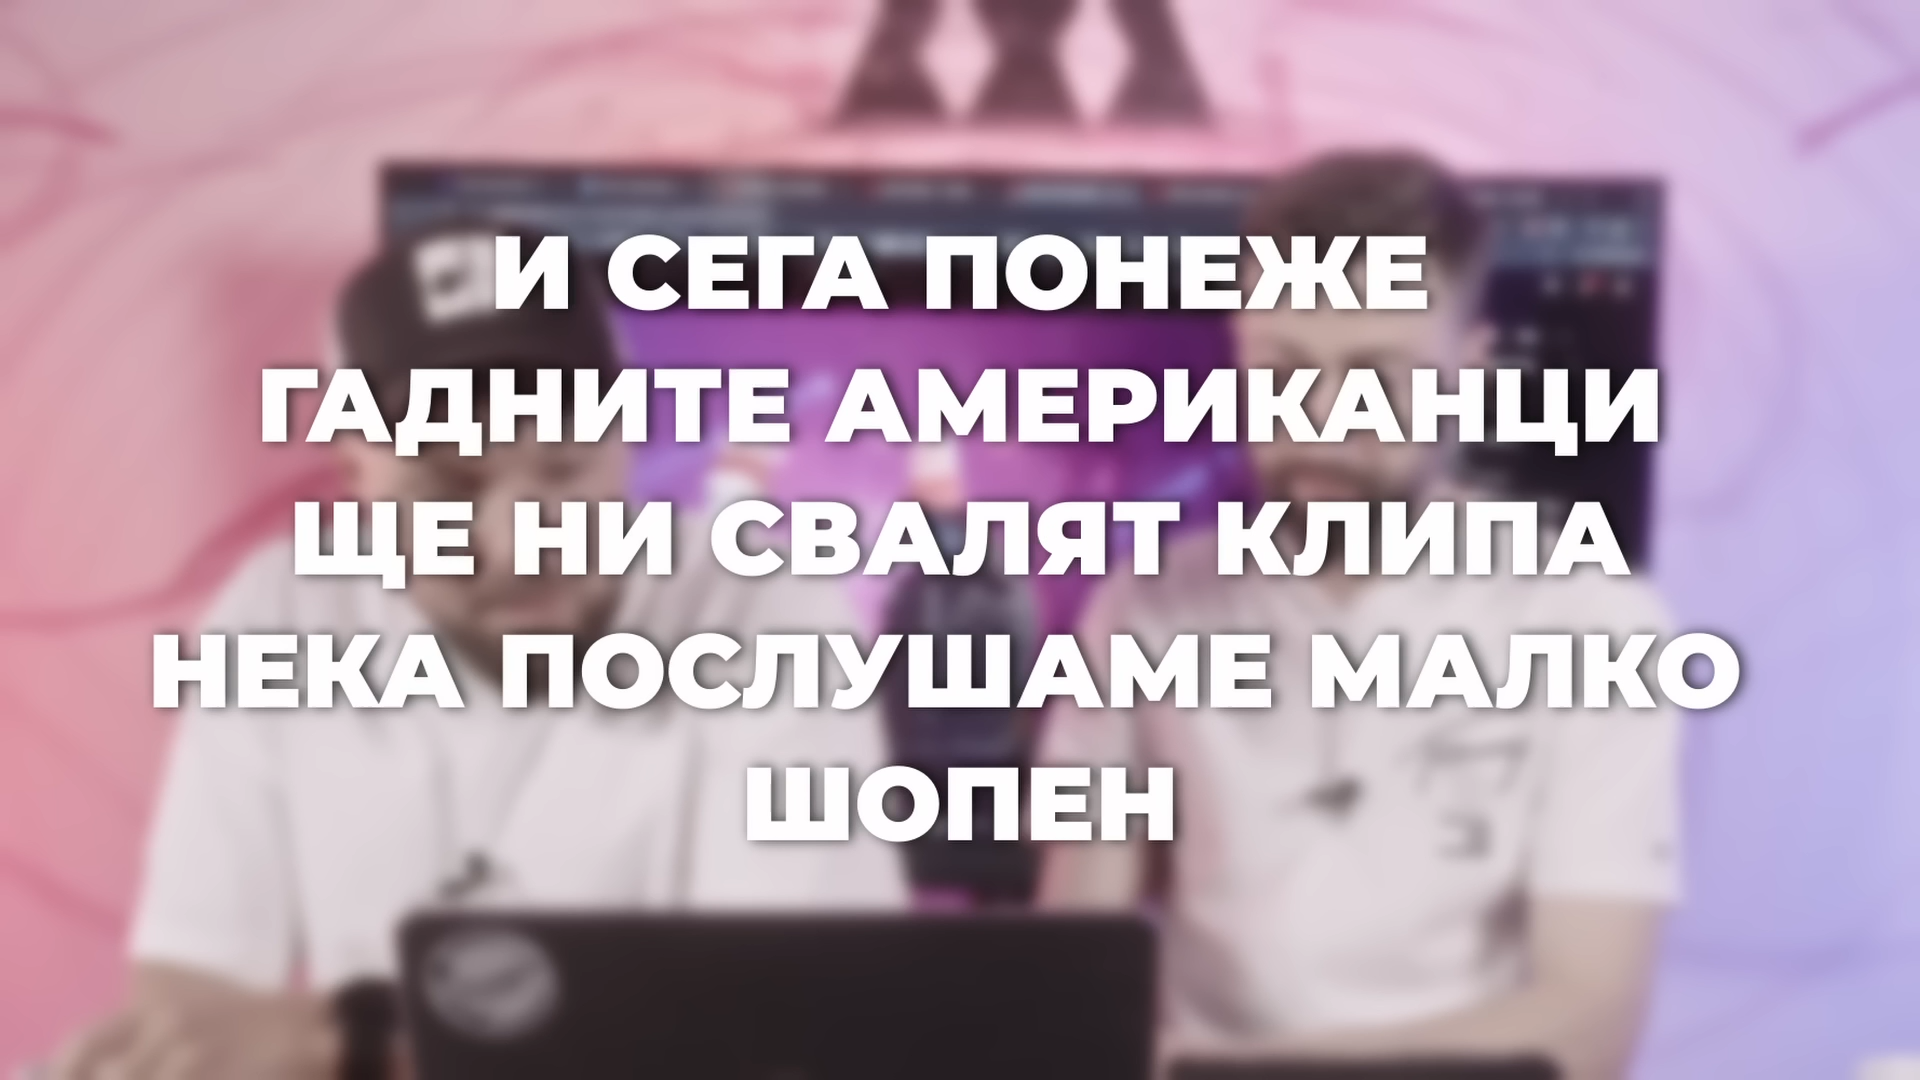 И СЕГА ПОНЕЖЕ
ГАДНИТЕ АМЕРИКАНЦИ
ЩЕ НИ СВАЛЯТ КЛИПА
НЕКА ПОСЛУШАМЕ МАЛКО
ШОПЕН